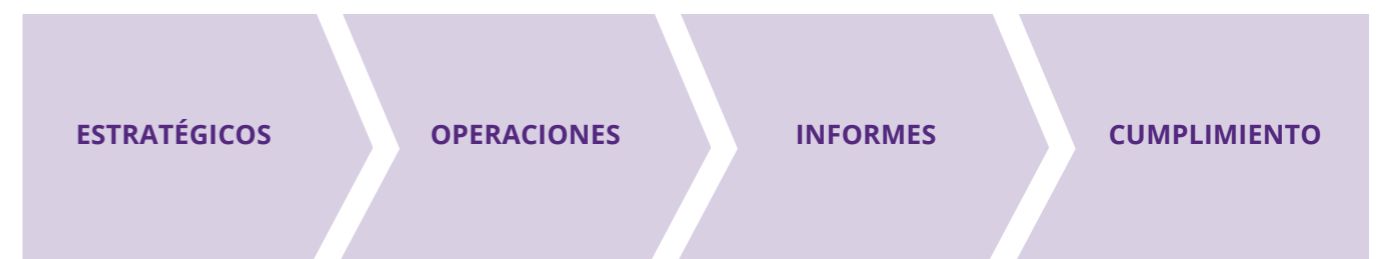 ESTRATÉGICOS
OPERACIONES
INFORMES
CUMPLIMIENTO